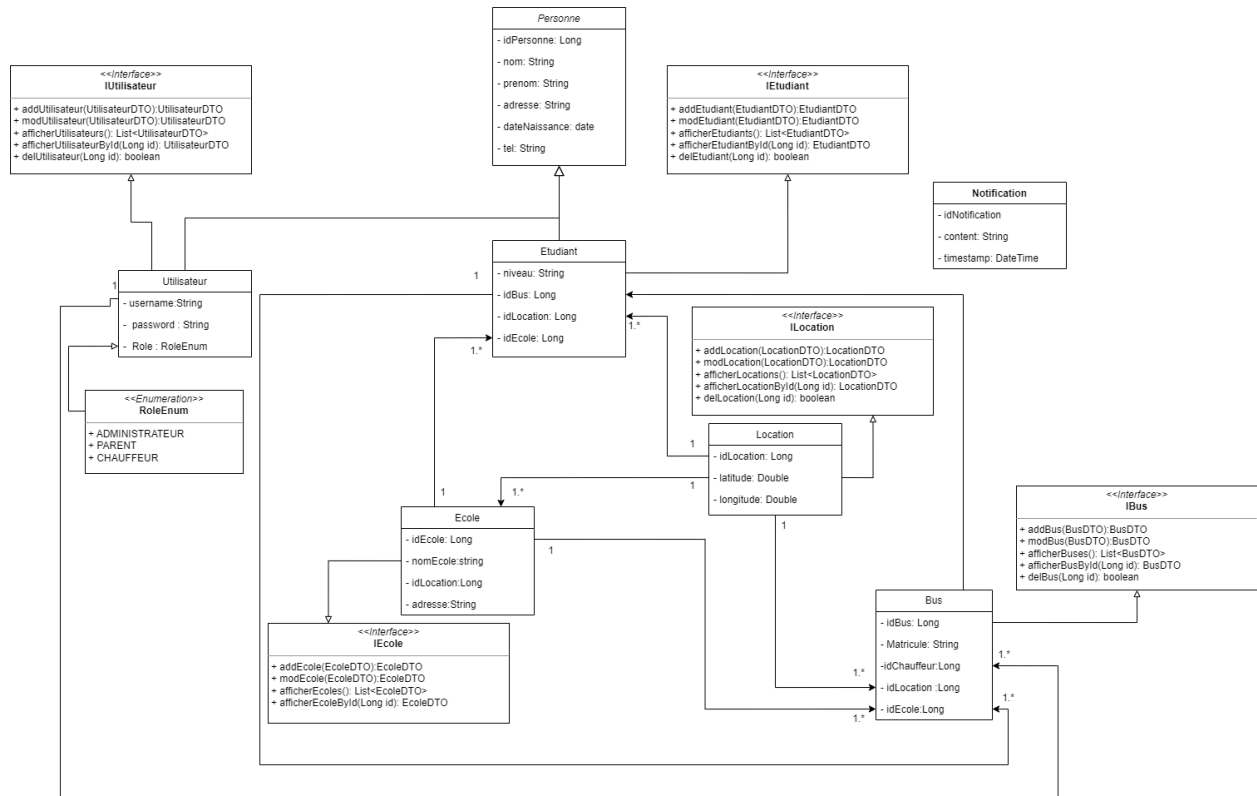 Personne
- idPersonne: Long
- nom: String
- prenom: String
- adresse: String
- dateNaissance: date
- tel: String
<<Interface>>
IUtilisateur
+ addUtilisateur(UtilisateurDTO):UtilisateurDTO
+ modUtilisateur(UtilisateurDTO):UtilisateurDTO
+ afficherUtilisateurs(): List<UtilisateurDTO>
+ afficherUtilisateurById(Long id): UtilisateurDTO
+ delUtilisateur(Long id): boolean
<<Interface>>
IEtudiant
+ addEtudiant(EtudiantDTO):EtudiantDTO
+ modEtudiant(EtudiantDTO):EtudiantDTO
+ afficherEtudiants(): List<EtudiantDTO>
+ afficherEtudiantById(Long id): EtudiantDTO
+ delEtudiant(Long id): boolean
Notification
- idNotification
- content: String
- timestamp: DateTime
Etudiant
- niveau: String
- idBus: Long
- idLocation: Long
- idEcole: Long
1
1.*
1.*
Utilisateur
- username:String
- password : String
- Role : RoleEnum
1
<<Enumeration>>
RoleEnum
+ ADMINISTRATEUR
+ PARENT
+ CHAUFFEUR
<<Interface>>
ILocation
+ addLocation(LocationDTO):LocationDTO
+ modLocation(LocationDTO):LocationDTO
+ afficherLocations(): List<LocationDTO>
+ afficherLocationById(Long id): LocationDTO
+ delLocation(Long id): boolean
Location
- idLocation: Long
- latitude: Double
- longitude: Double
1
1
1
1.*
1
Ecole
- idEcole: Long
- nomEcole:string
- idLocation:Long
- adresse:String
1
<<Interface>>
IEcole
+ addEcole(EcoleDTO):EcoleDTO
+ modEcole(EcoleDTO):EcoleDTO
+ afficherEcoles(): List<EcoleDTO>
+ afficherEcoleById(Long id): EcoleDTO
<<Interface>>
IBus
+ addBus(BusDTO):BusDTO
+ modBus(BusDTO):BusDTO
+ afficherBuses(): List<BusDTO>
+ afficherBusById(Long id): BusDTO
+ delBus(Long id): boolean
Bus
- idBus: Long
- Matricule: String
-idChauffeur:Long
- idLocation :Long
- idEcole:Long
1.*
1.*
1.*
1.*